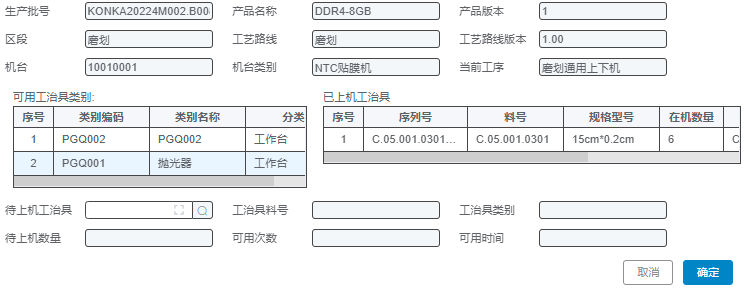 生产批号 KONKA20224M002.B00 产品名称 DDR4-8GB 产品版本 1
区段 磨划 工艺路线 磨划 工艺路线版本 1.00
机台 10010001 机台类别 NTC贴膜机 当前工序 磨划通用上下机
可用工治具类别: 已上机工治具
序号 类别编码 类别名称 分类 序号 序列号 料号 规格型号 在机数量
1 PGQ002 PGQ002 工作台 1 C.05.001.0301... C.05.001.0301 15cm*0.2cm 6 C
2 PGQ001 抛光器 工作台
待上机工治具 工治具料号 工治具类别
待上机数量 可用次数 可用时间
取消 确定